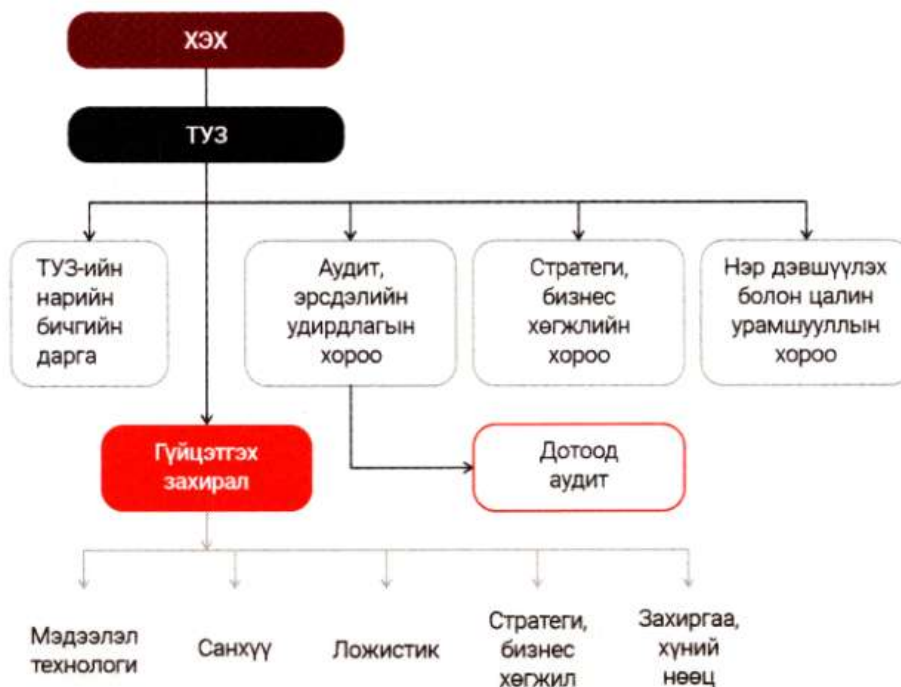 ХЭХ
ТУЗ
ТУЗ-ийн
нарийн
бичгийн
дарга
Аудит,
эрсдэлийн
удирдлагын
хороо
Стратеги,
бизнес
хөгжлийн
хороо
Нэр дэвшүүлэх
болон цалин
урамшууллын
хороо
Гүйцэтгэх
захирал
Дотоод
аудит
Мэдээлэл
технологи
Санхүү
Ложистик
Стратеги,
бизнес
хөгжил
Захиргаа,
хүний
нөөц